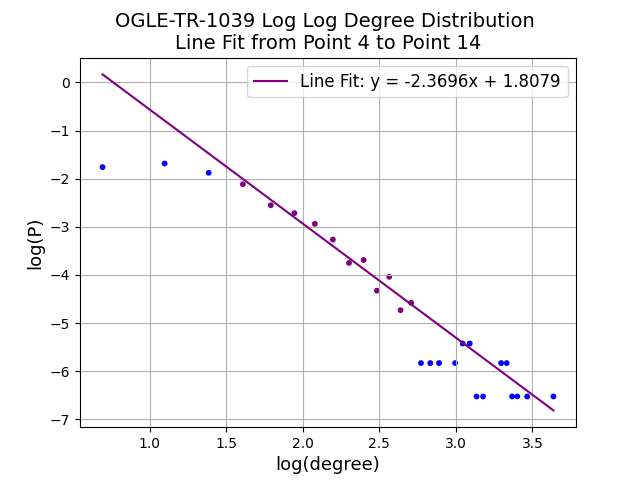 OGLE-TR-1039 Log Log Degree Distribution
Line Fit from Point 4 to Point 14
Line Fit: y = -2.3696x + 1.8079
log(P)
0
−1
−2
−3
−4
−5
−6
−7
1.0 1.5 2.0 2.5 3.0 3.5
log(degree)